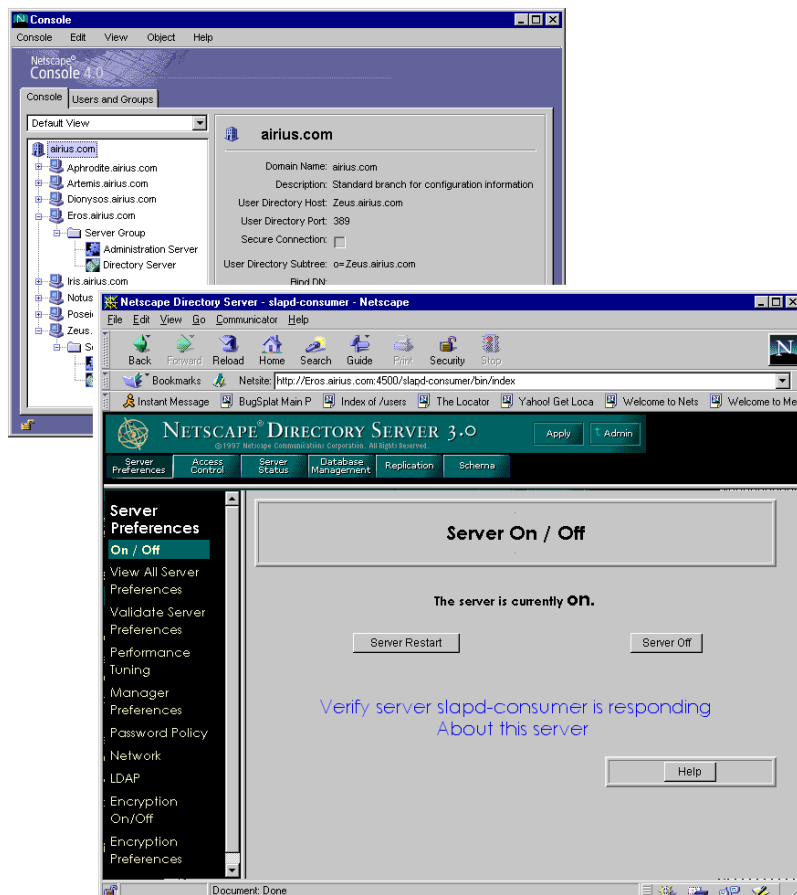 Console
Console Edit View Object Help
Netscape®
Console 4.0
Console Users and Groups
Default View
airius.com
Aphrodite.airius.com
Artemis.airius.com
Dionysos.airius.com
Eros.airius.com
Server Group
Administration Server
Directory Server
Iris.airius.com
Notus
Poseid
Zeus.
airius.com
Domain Name: airius.com
Description: Standard branch for configuration information
User Directory Host: Zeus.airius.com
User Directory Port: 389
Secure Connection:
User Directory Subtree: o=Zeus.airius.com
Bind DN:
Netscape Directory Server - slapd-consumer - Netscape
File Edit View Go Communicator Help
Back Forward Reload Home Search Guide Print Security Stop
Bookmarks Netsite: http://Eros.airius.com:4500/slapd-consumer/bin/index
Instant Message BugSplat Main P Index of /users The Locator Yahoo! Get Loca Welcome to Nets Welcome to Me
NETSCAPE® DIRECTORY SERVER 3.0
©1997 Netscape Communications Corporation. All Rights Reserved.
Apply Admin
Server Preferences Access Control Server Status Database Management Replication Schema
Server
Preferences
On / Off
View All Server
Preferences
Validate Server
Preferences
Performance
Tuning
Manager
Preferences
Password Policy
Network
LDAP
Encryption
On/Off
Encryption
Preferences
Server On / Off
The server is currently on.
Server Restart Server Off
Verify server slapd-consumer is responding
About this server
Help
Document: Done